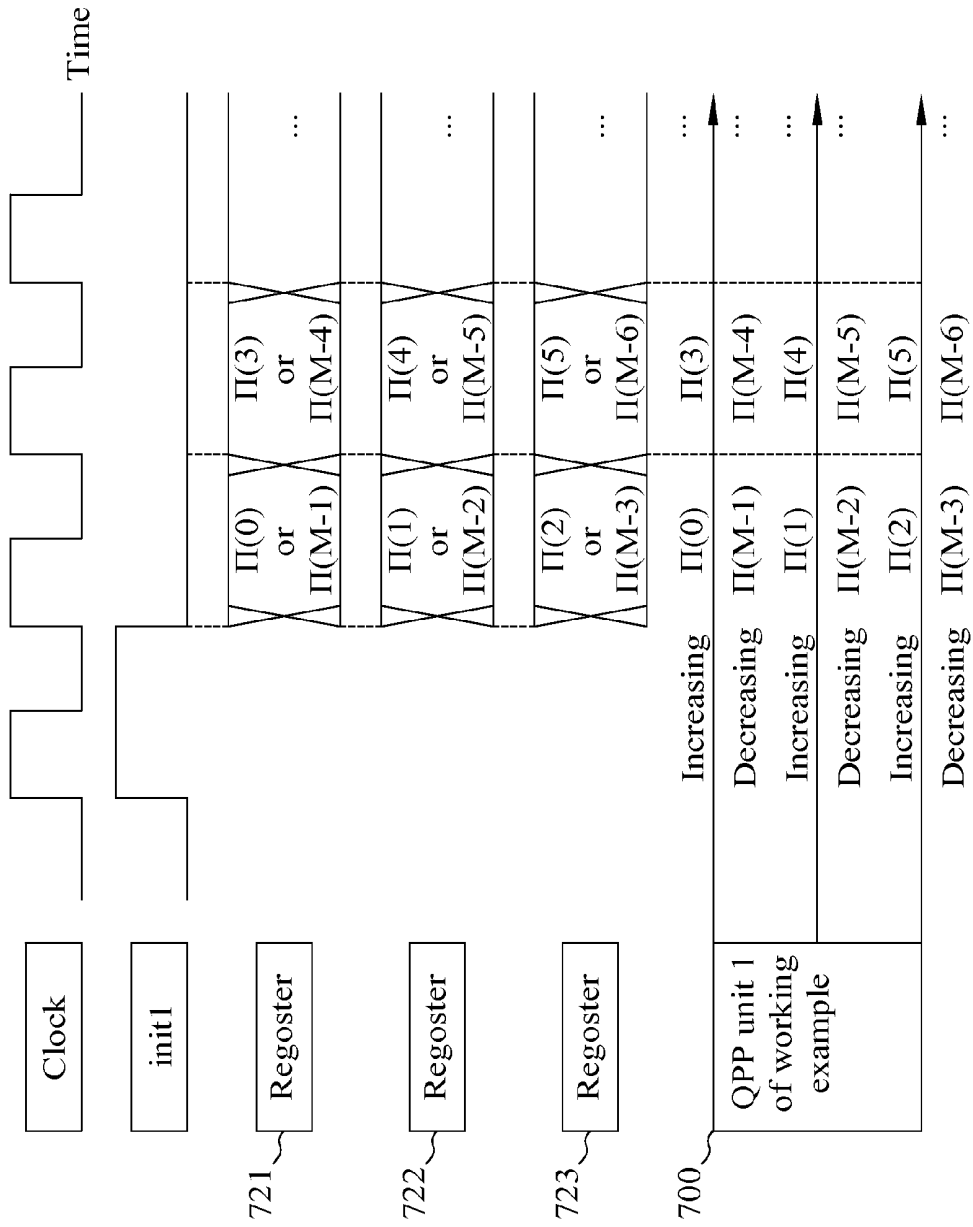 Clock
Time
init1
721
Regoster
Π(0)
or
Π(M-1)
Π(3)
or
Π(M-4)
...
722
Regoster
Π(1)
or
Π(M-2)
Π(4)
or
Π(M-5)
...
723
Regoster
Π(2)
or
Π(M-3)
Π(5)
or
Π(M-6)
...
700
QPP unit 1
of working
example
Increasing Π(0) Π(3) ...
Decreasing Π(M-1) Π(M-4) ...
Increasing Π(1) Π(4) ...
Decreasing Π(M-2) Π(M-5) ...
Increasing Π(2) Π(5) ...
Decreasing Π(M-3) Π(M-6) ...